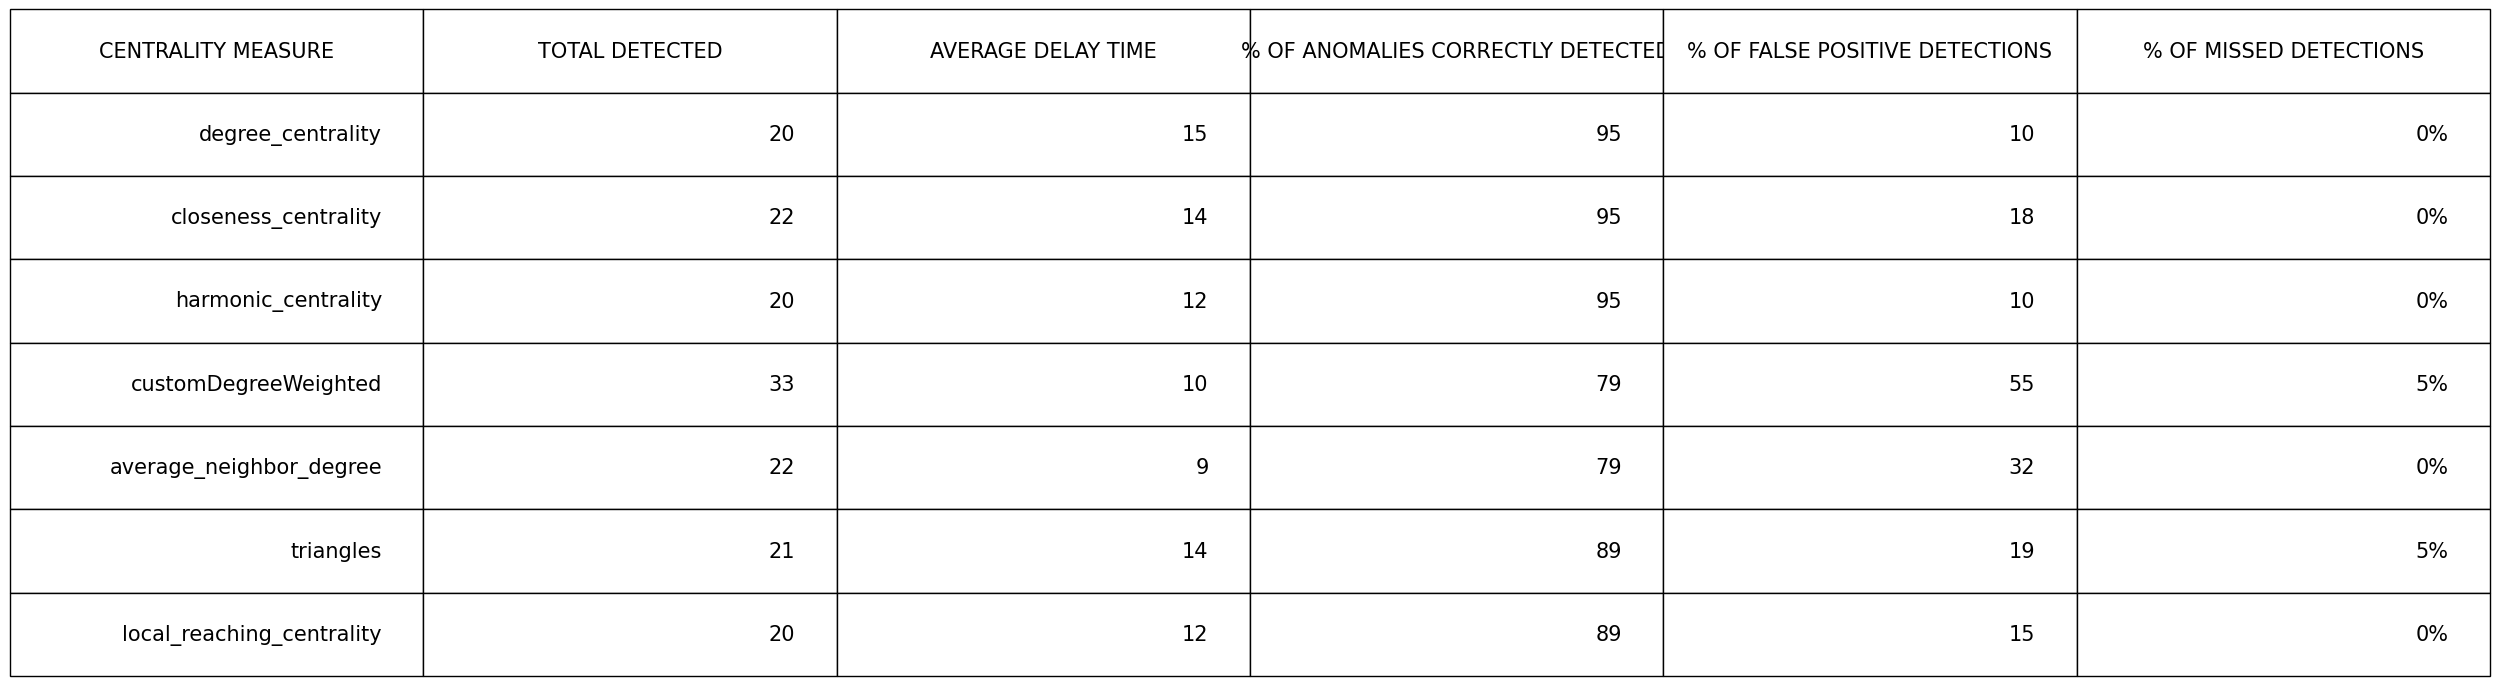 CENTRALITY MEASURE TOTAL DETECTED AVERAGE DELAY TIME % OF ANOMALIES CORRECTLY DETECTED % OF FALSE POSITIVE DETECTIONS % OF MISSED DETECTIONS
degree_centrality 20 15 95 10 0%
closeness_centrality 22 14 95 18 0%
harmonic_centrality 20 12 95 10 0%
customDegreeWeighted 33 10 79 55 5%
average_neighbor_degree 22 9 79 32 0%
triangles 21 14 89 19 5%
local_reaching_centrality 20 12 89 15 0%